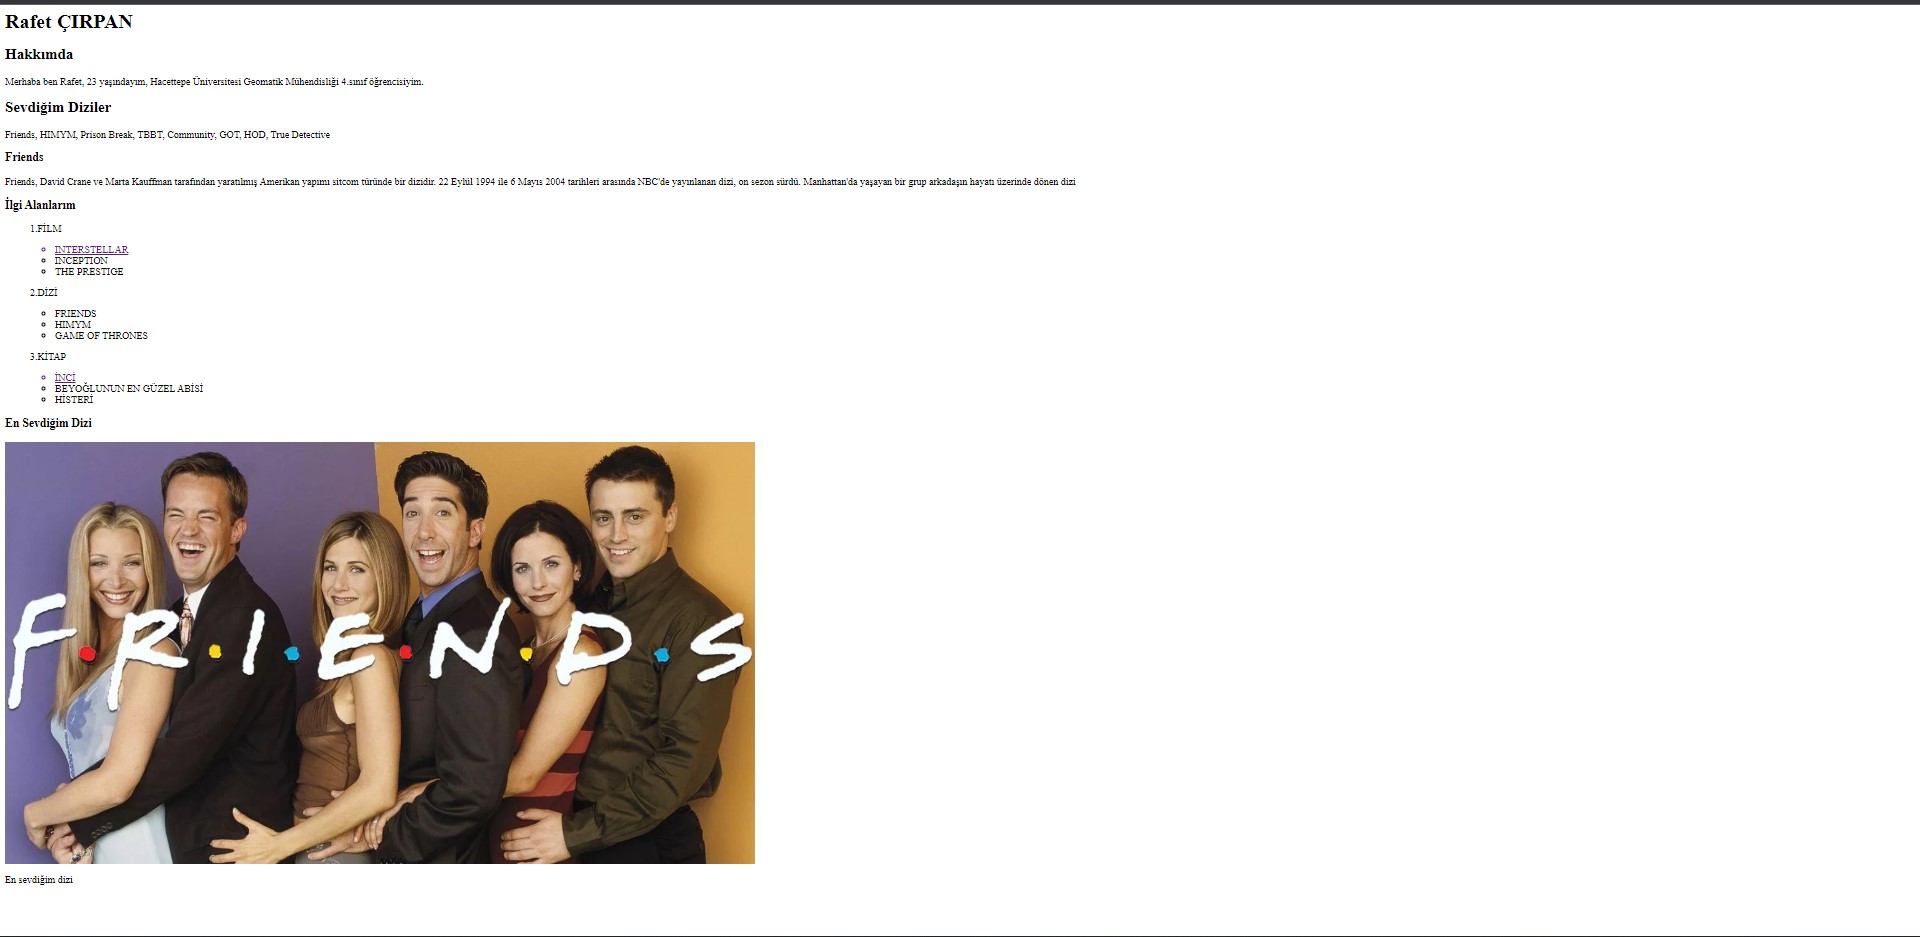 Rafet ÇIRPAN
Hakkımda
Merhaba ben Rafet, 23 yaşındayım, Hacettepe Üniversitesi Geomatik Mühendisliği 4.sınıf öğrencisiyim.
Sevdiğim Diziler
Friends, HIMYM, Prison Break, TBBT, Community, GOT, HOD, True Detective
Friends
Friends, David Crane ve Marta Kauffman tarafından yaratılmış Amerikan yapımı sitcom türünde bir dizidir. 22 Eylül 1994 ile 6 Mayıs 2004 tarihleri arasında NBC'de yayınlanan dizi, on sezon sürdü. Manhattan'da yaşayan bir grup arkadaşın hayatı üzerinde dönen dizi
İlgi Alanlarım
1.FİLM
INTERSTELLAR
INCEPTION
THE PRESTIGE
2.DİZİ
FRIENDS
HIMYM
GAME OF THRONES
3.KİTAP
İNCİ
BEYOĞLUNUN EN GÜZEL ABİSİ
HİSTERİ
En Sevdiğim Dizi
F•R•I•E•N•D•S
En sevdiğim dizi